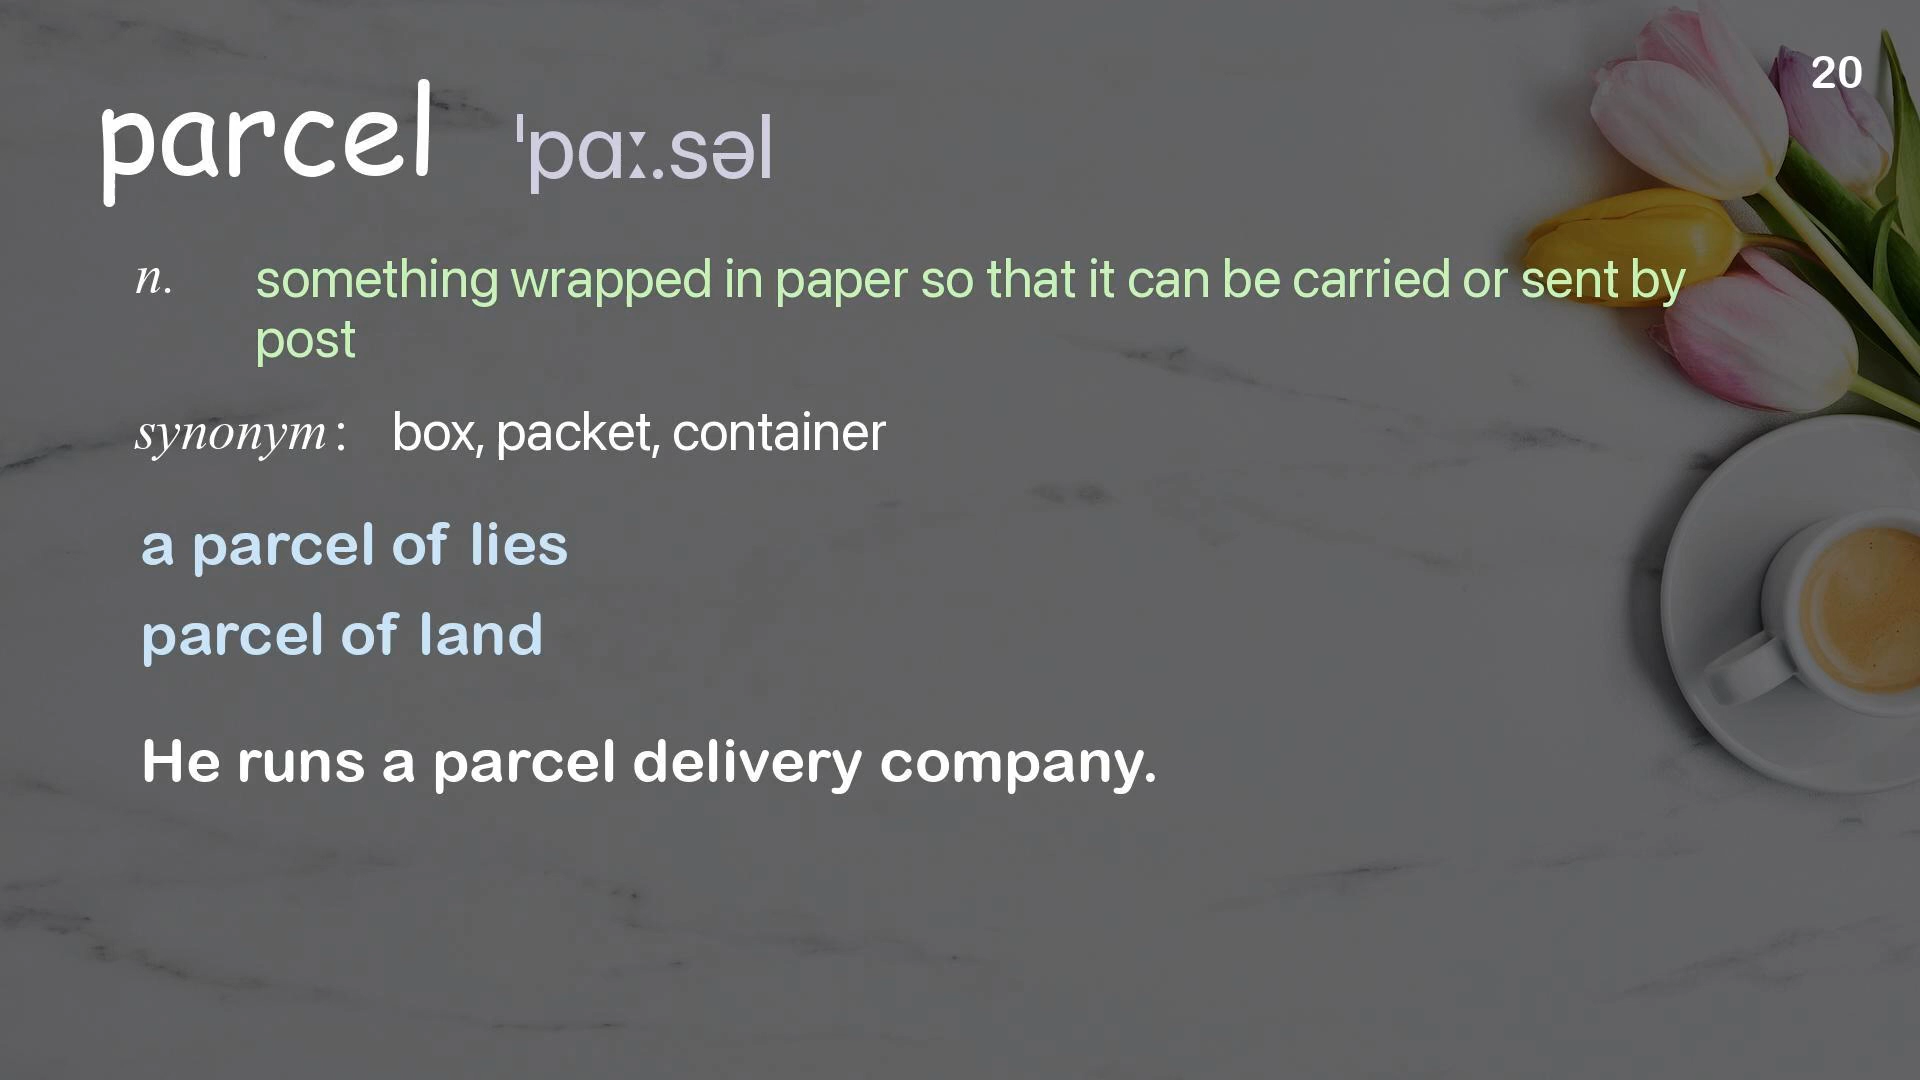 20
parcel ˈpɑː.səl
n. something wrapped in paper so that it can be carried or sent by
post
synonym: box, packet, container
a parcel of lies
parcel of land
He runs a parcel delivery company.